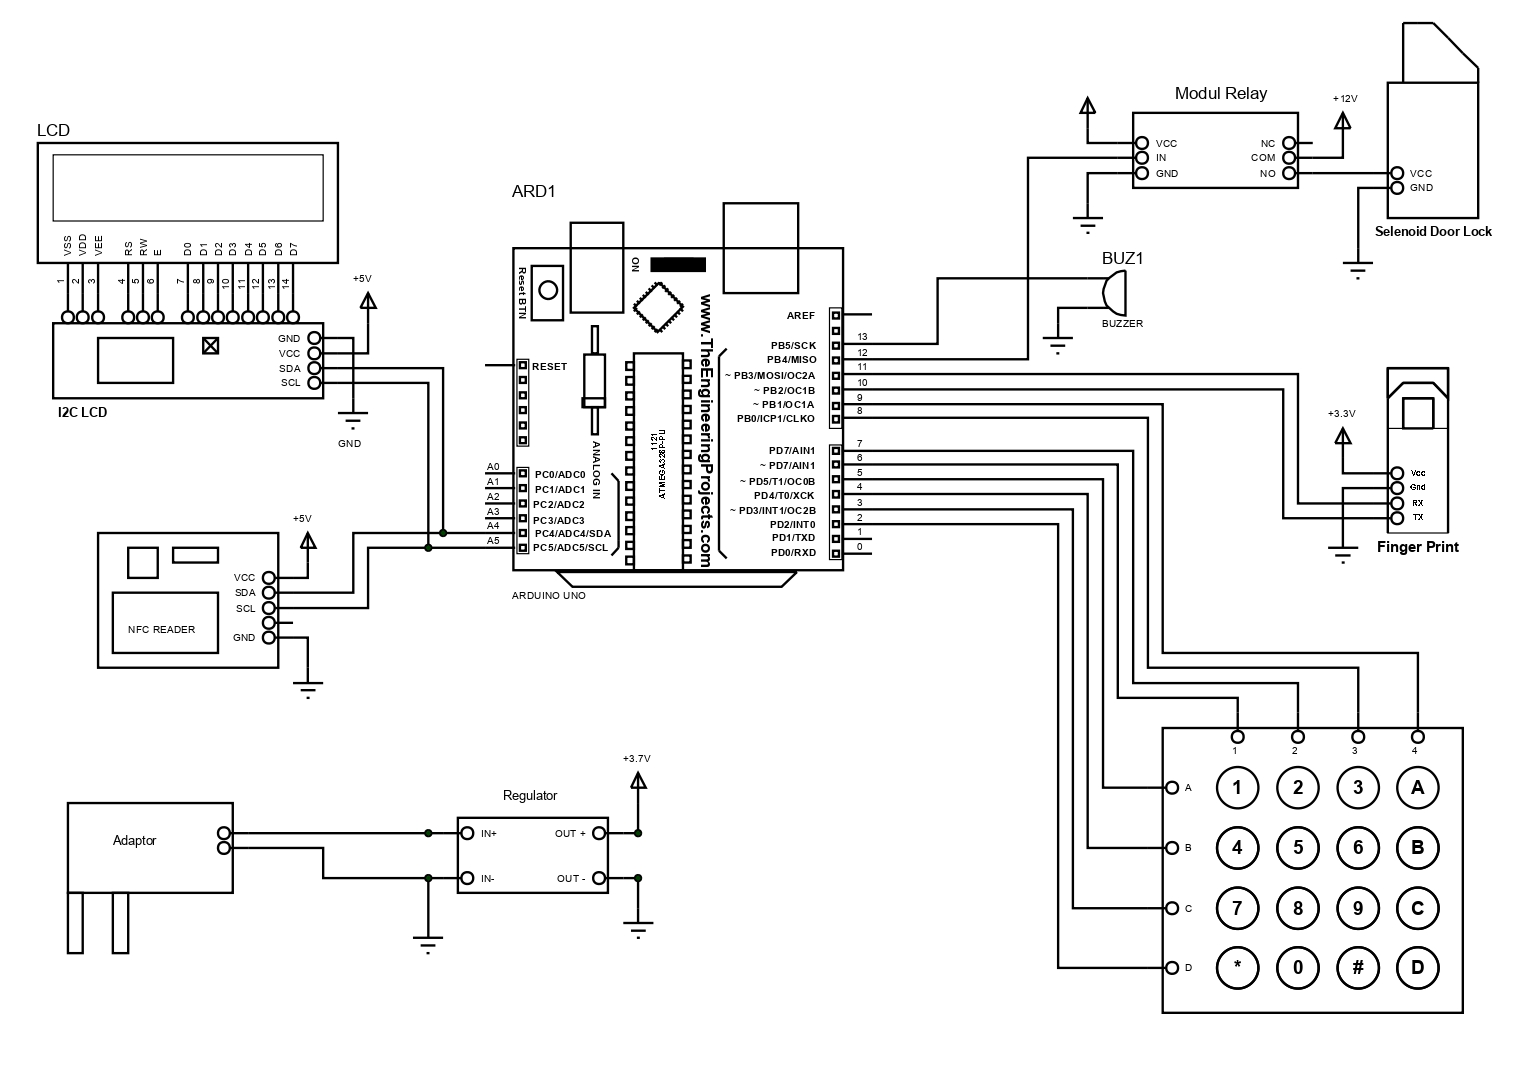 LCD
VSS
VDD
VEE
RS
RW
E
D0
D1
D2
D3
D4
D5
D6
D7
1
2
3
4
5
6
7
8
9
10
11
12
13
14
+5V
GND
VCC
SDA
SCL
I2C LCD
GND
+5V
VCC
SDA
SCL
GND
NFC READER
Adaptor
Regulator
IN+
IN-
OUT +
OUT -
+3.7V
ARD1
Reset BTN
ON
www.TheEngineeringProjects.com
1121
ATMEGA328P-PU
ANALOG IN
RESET
A0 PC0/ADC0
A1 PC1/ADC1
A2 PC2/ADC2
A3 PC3/ADC3
A4 PC4/ADC4/SDA
A5 PC5/ADC5/SCL
AREF
PB5/SCK 13
PB4/MISO 12
~ PB3/MOSI/OC2A 11
~ PB2/OC1B 10
~ PB1/OC1A 9
PB0/ICP1/CLKO 8
PD7/AIN1 7
~ PD7/AIN1 6
~ PD5/T1/OC0B 5
PD4/T0/XCK 4
~ PD3/INT1/OC2B 3
PD2/INT0 2
PD1/TXD 1
PD0/RXD 0
ARDUINO UNO
Modul Relay
VCC
IN
GND
NC
COM
NO
+12V
VCC
GND
Selenoid Door Lock
BUZ1
BUZZER
+3.3V
Vcc
Gnd
RX
TX
Finger Print
1 2 3 4
A 1 2 3 A
B 4 5 6 B
C 7 8 9 C
D * 0 # D